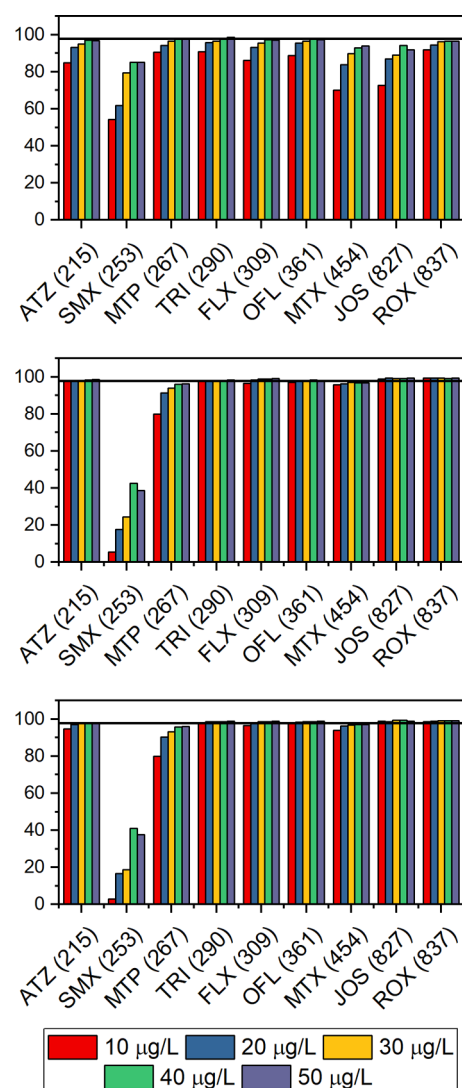 100
80
60
40
20
0
ATZ (215)
SMX (253)
MTP (267)
TRI (290)
FLX (309)
OFL (361)
MTX (454)
JOS (827)
ROX (837)
100
80
60
40
20
0
ATZ (215)
SMX (253)
MTP (267)
TRI (290)
FLX (309)
OFL (361)
MTX (454)
JOS (827)
ROX (837)
100
80
60
40
20
0
ATZ (215)
SMX (253)
MTP (267)
TRI (290)
FLX (309)
OFL (361)
MTX (454)
JOS (827)
ROX (837)
10 μg/L 20 μg/L 30 μg/L
40 μg/L 50 μg/L